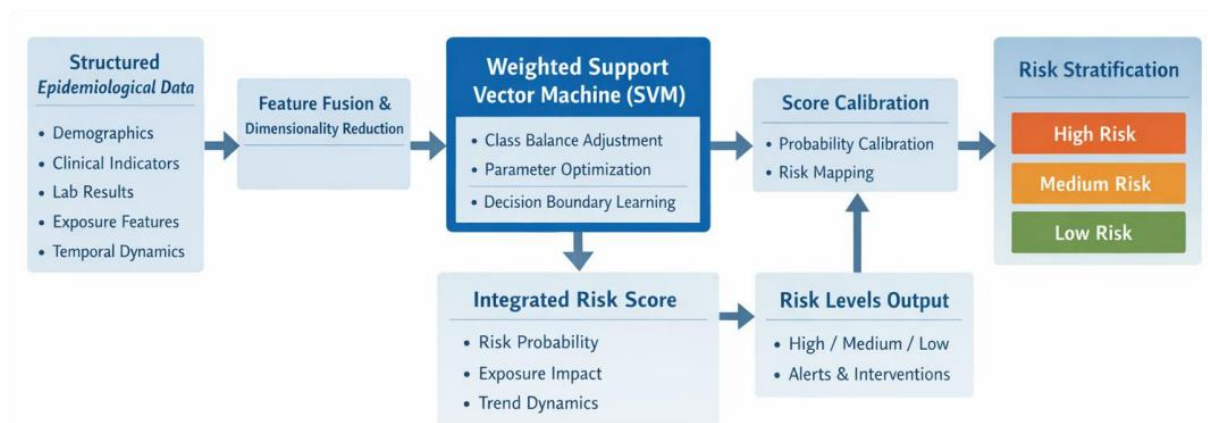 Structured
Epidemiological Data
• Demographics
• Clinical Indicators
• Lab Results
• Exposure Features
• Temporal Dynamics
Feature Fusion &
Dimensionality Reduction
Weighted Support
Vector Machine (SVM)
• Class Balance Adjustment
• Parameter Optimization
• Decision Boundary Learning
Score Calibration
• Probability Calibration
• Risk Mapping
Risk Stratification
High Risk
Medium Risk
Low Risk
Integrated Risk Score
• Risk Probability
• Exposure Impact
• Trend Dynamics
Risk Levels Output
• High / Medium / Low
• Alerts & Interventions